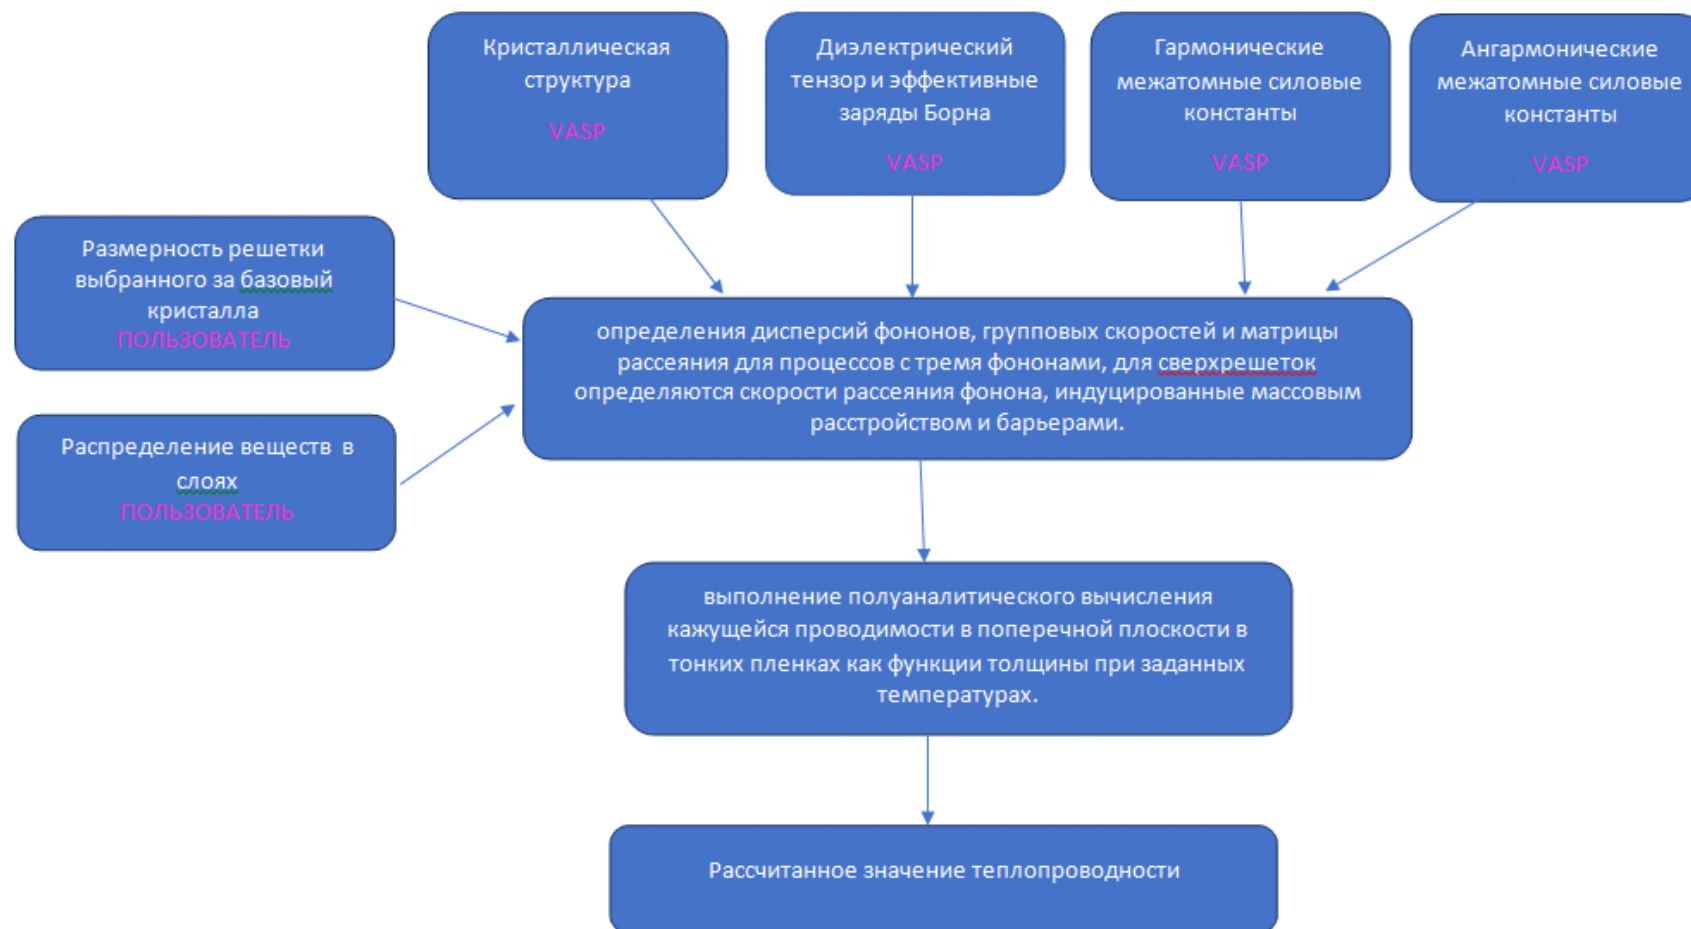 Кристаллическая
структура
VASP
Диэлектрический
тензор и эффективные
заряды Борна
VASP
Гармонические
межатомные силовые
константы
VASP
Ангармонические
межатомные силовые
константы
VASP
Размерность решетки
выбранного за базовый
кристалла
ПОЛЬЗОВАТЕЛЬ
Распределение веществ в
слоях
ПОЛЬЗОВАТЕЛЬ
определения дисперсий фононов, групповых скоростей и матрицы
рассеяния для процессов с тремя фононами, для сверхрешеток
определяются скорости рассеяния фонона, индуцированные массовым
расстройством и барьерами.
выполнение полуаналитического вычисления
кажущейся проводимости в поперечной плоскости в
тонких пленках как функции толщины при заданных
температурах.
Рассчитанное значение теплопроводности